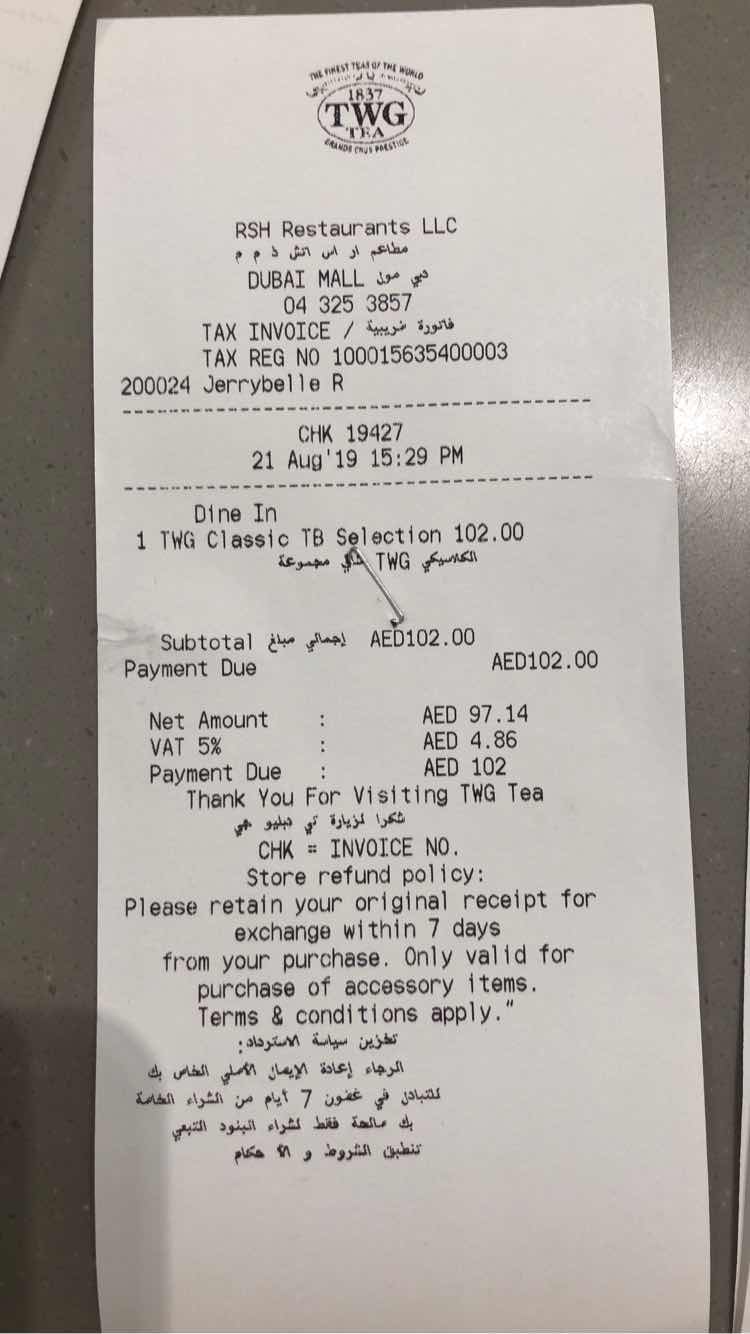 THE FINEST TEAS OF THE WORLD
1837
TWG
TEA
GRANDS CRUS PRESTIGE
RSH Restaurants LLC
مطاعم ار اس اتش ذ م م
DUBAI MALL دبي مول
04 325 3857
TAX INVOICE / فاتورة ضريبية
TAX REG NO 100015635400003
200024 Jerrybelle R
CHK 19427
21 Aug'19 15:29 PM
Dine In
1 TWG Classic TB Selection 102.00
الكلاسيكي TWG شاي مجموعة
Subtotal إجمالي مبلغ AED102.00
Payment Due AED102.00
Net Amount : AED 97.14
VAT 5% : AED 4.86
Payment Due : AED 102
Thank You For Visiting TWG Tea
شكرا لزيارة تي دبليو جي
CHK = INVOICE NO.
Store refund policy:
Please retain your original receipt for
exchange within 7 days
from your purchase. Only valid for
purchase of accessory items.
Terms & conditions apply."
تخزين سياسة الاسترداد:
الرجاء إعادة الإيصال الأصلي الخاص بك
للتبادل في غضون 7 أيام من الشراء الخاصة
بك صالحة فقط لشراء البنود التبعي
تنطبق الشروط و الأ حكام